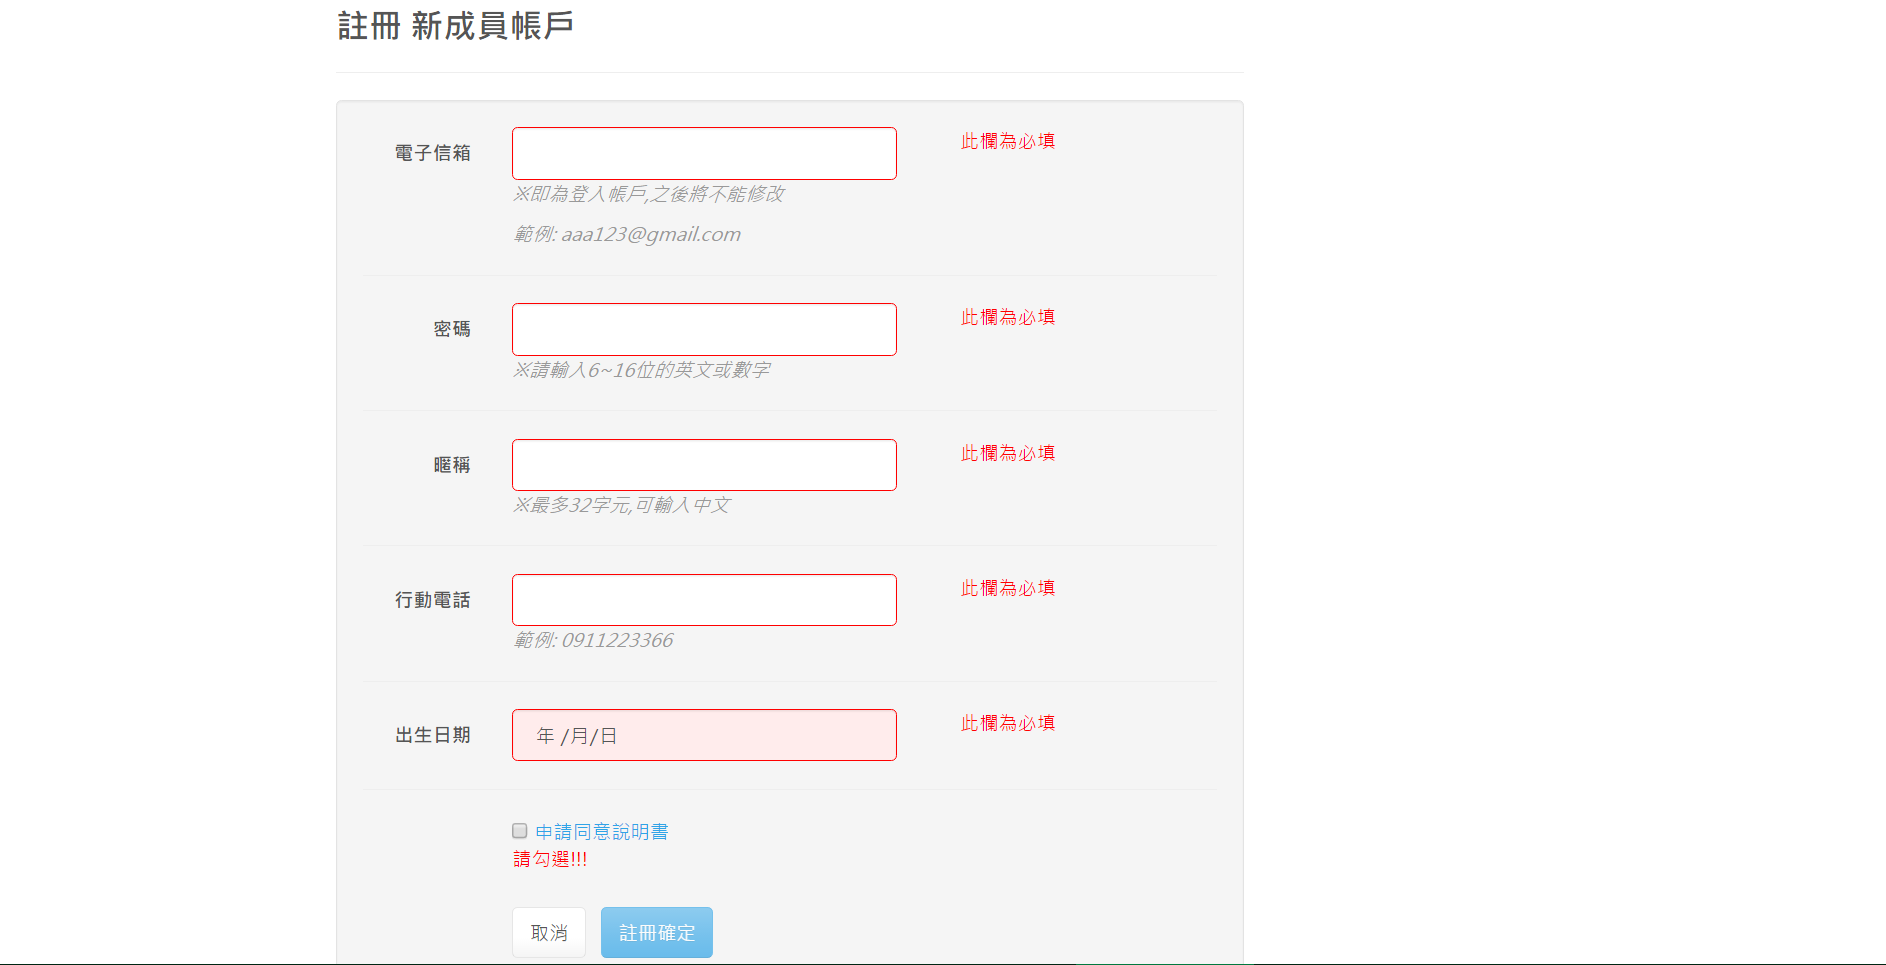 註冊 新成員帳戶
電子信箱
此欄為必填
※即為登入帳戶,之後將不能修改
範例: aaa123@gmail.com
密碼
此欄為必填
※請輸入6~16位的英文或數字
暱稱
此欄為必填
※最多32字元,可輸入中文
行動電話
此欄為必填
範例: 0911223366
出生日期
年 /月/日
此欄為必填
申請同意說明書
請勾選!!!
取消
註冊確定